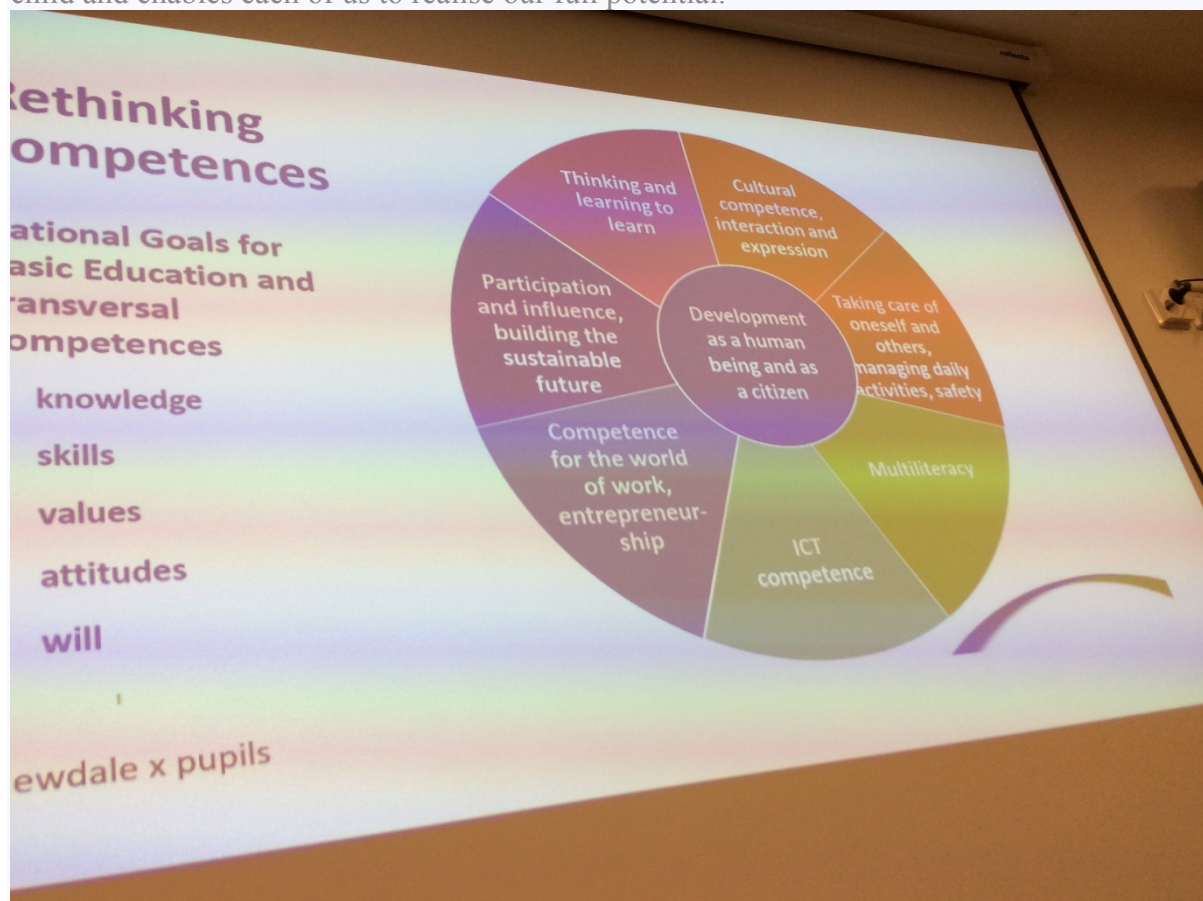 child and enables each of us to realise our full potential.
ethinking
ompetences
ational Goals for
asic Education and
ransversal
ompetences
knowledge
skills
values
attitudes
will
ewdale x pupils
Thinking and
learning to
learn
Cultural
competence,
interaction and
expression
Taking care of
oneself and
others,
managing daily
activities, safety
Multiliteracy
ICT
competence
Competence
for the world
of work,
entrepreneur-
ship
Participation
and influence,
building the
sustainable
future
Development
as a human
being and as
a citizen